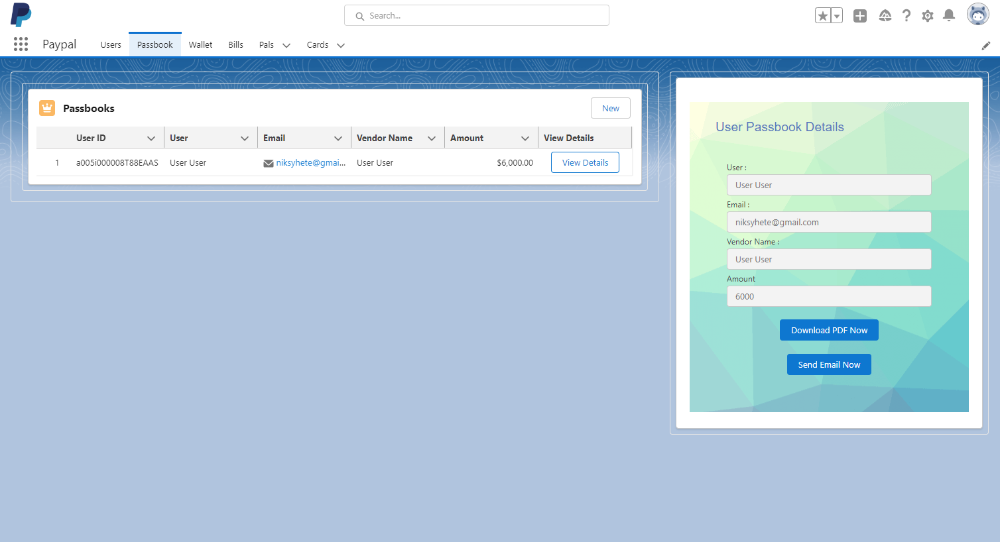 Search...
Paypal Users Passbook Wallet Bills Pals Cards
Passbooks New
User ID User Email Vendor Name Amount View Details
1 a005i000008T88EAAS User User niksyhete@gmai... User User $6,000.00 View Details
User Passbook Details
User :
User User
Email :
niksyhete@gmail.com
Vendor Name :
User User
Amount
6000
Download PDF Now
Send Email Now